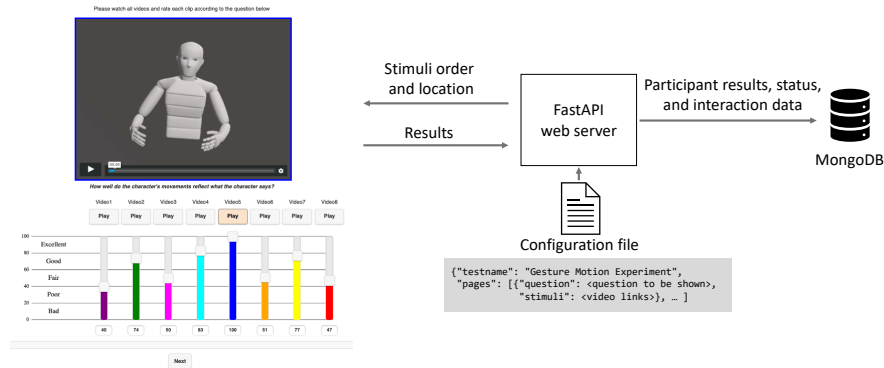 Please watch all videos and rate each clip according to the question below
00:00
How well do the character's movements reflect what the character says?
Video1 Video2 Video3 Video4 Video5 Video6 Video7 Video8
Play Play Play Play Play Play Play Play
100
Excellent
80
Good
60
Fair
40
Poor
20
Bad
0
40 74 50 83 100 51 77 47
Next
Stimuli order
and location
Results
FastAPI
web server
Participant results, status,
and interaction data
MongoDB
Configuration file
{"testname": "Gesture Motion Experiment",
"pages": [{"question": <question to be shown>,
"stimuli": <video links>}, … ]